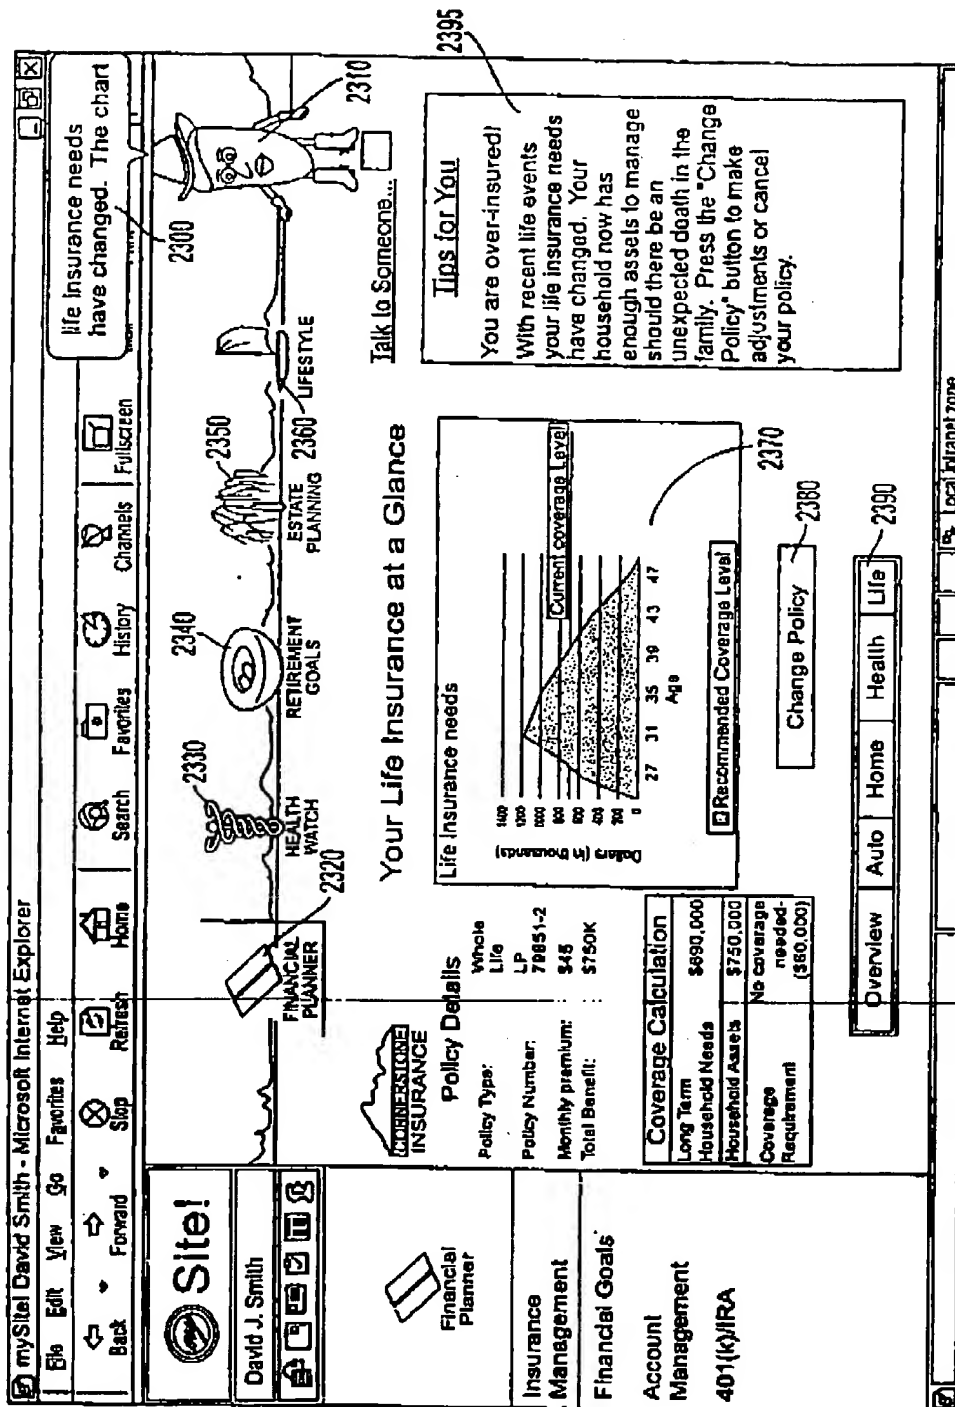 mySite! David Smith - Microsoft Internet Explorer
File Edit View Go Favorites Help
Back Forward Stop Refresh Home Search Favorites History Channels Fullscreen
life insurance needs
have changed. The chart
2300
mySite!
David J. Smith
FINANCIAL
PLANNER
2320
HEALTH
WATCH
2330
RETIREMENT
GOALS
2340
ESTATE
PLANNING
2350
LIFESTYLE
2360
2310
Talk to Someone...
Financial
Planner
Insurance
Management
Financial Goals
Account
Management
401(k)/IRA
CORNERSTONE
INSURANCE
Your Life Insurance at a Glance
Policy Details
Policy Type: Whole
Life
Policy Number: LP
79851-2
Monthly premium: $45
Total Benefit: $750K
Coverage Calculation
Long Term
Household Needs $690,000
Household Assets $750,000
Coverage
Requirement
No coverage
needed-
($60,000)
Life Insurance needs
Dollars (in thousands)
1400
1200
1000
800
600
400
200
0
Current coverage Level
27 31 35 39 43 47
Age
Recommended Coverage Level
2370
Change Policy
2380
Overview Auto Home Health Life
2390
Tips for You
You are over-insured!
With recent life events
your life insurance needs
have changed. Your
household now has
enough assets to manage
should there be an
unexpected death in the
family. Press the "Change
Policy" button to make
adjustments or cancel
your policy.
2395
Local intranet zone